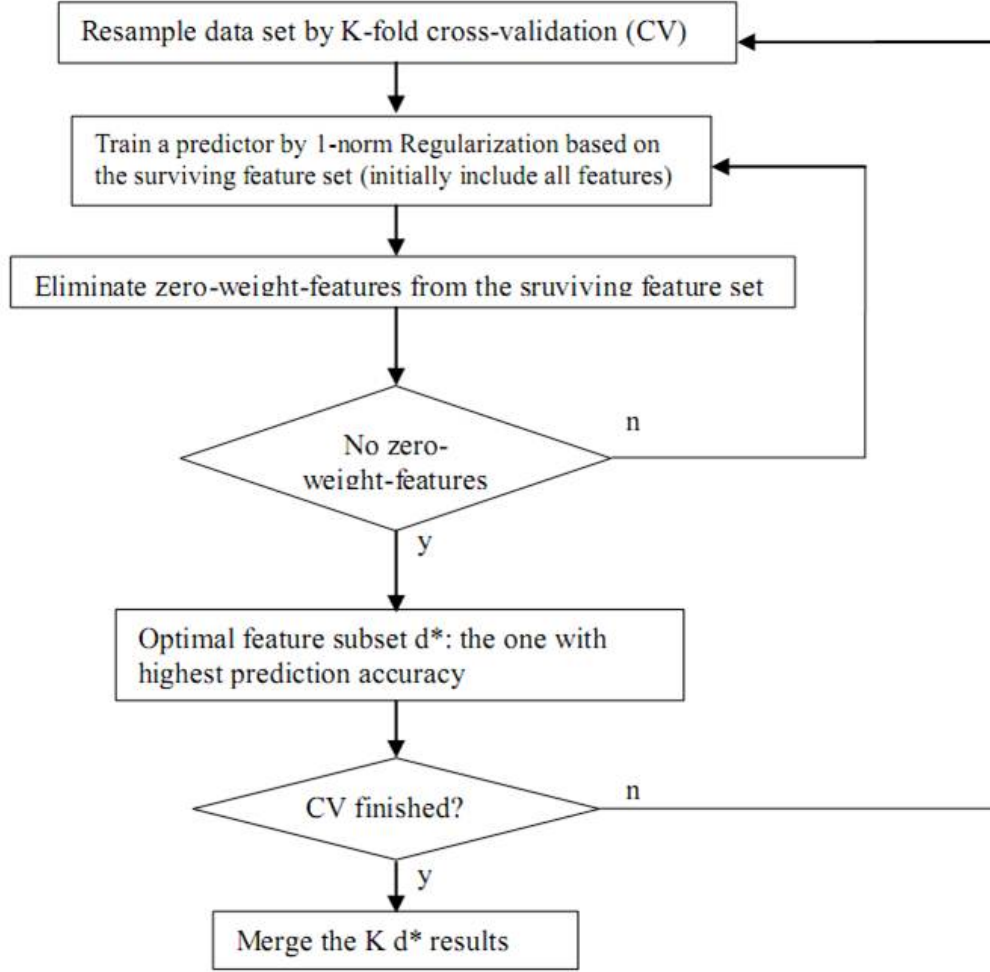 Resample data set by K-fold cross-validation (CV)
Train a predictor by 1-norm Regularization based on
the surviving feature set (initially include all features)
Eliminate zero-weight-features from the sruviving feature set
No zero-
weight-features
n
y
Optimal feature subset d*: the one with
highest prediction accuracy
CV finished?
n
y
Merge the K d* results